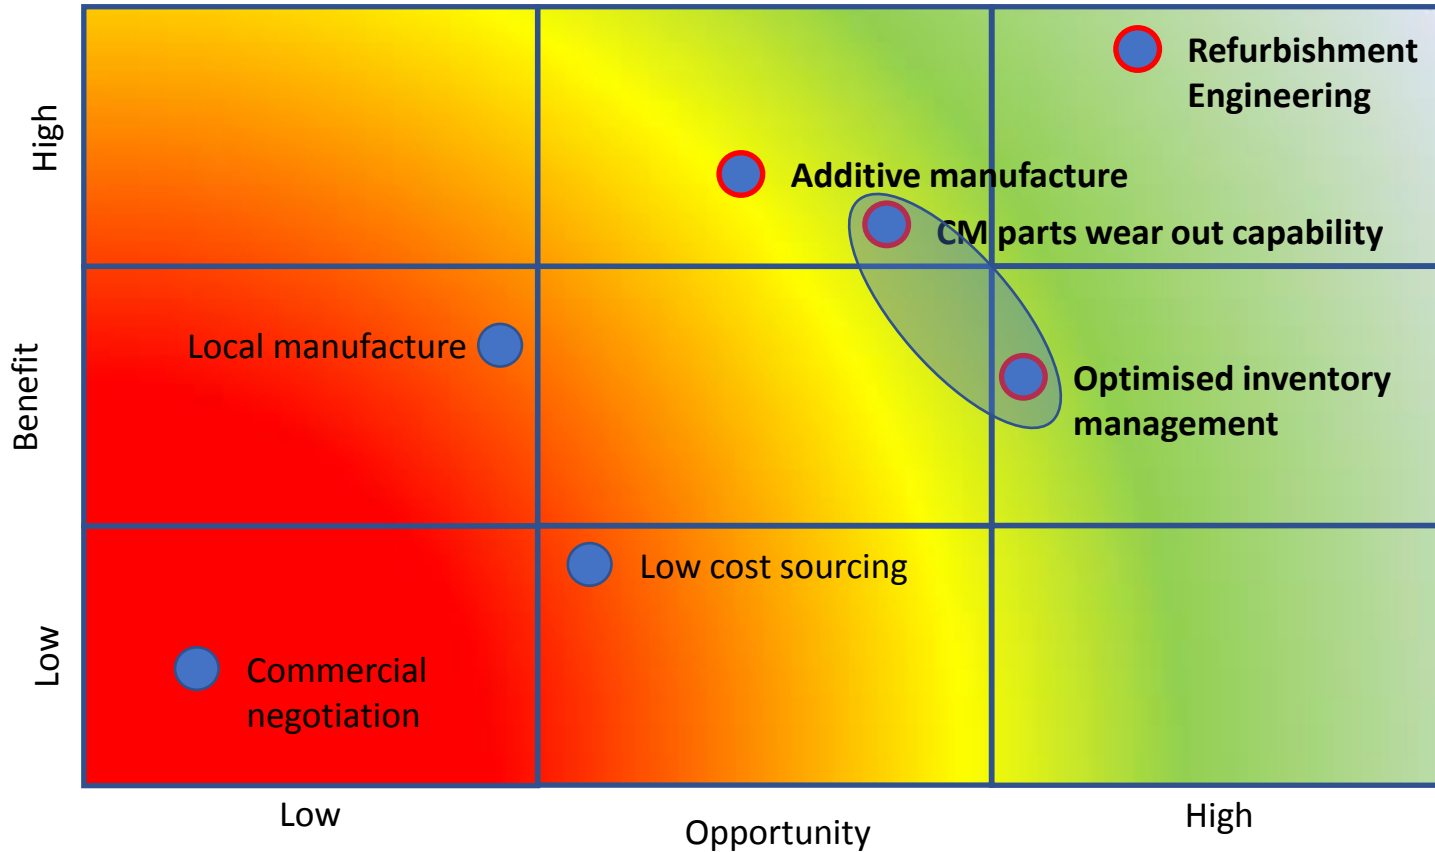 High
Benefit
Low
Refurbishment
Engineering
Additive manufacture
CM parts wear out capability
Local manufacture
Optimised inventory
management
Low cost sourcing
Commercial
negotiation
Low
Opportunity
High